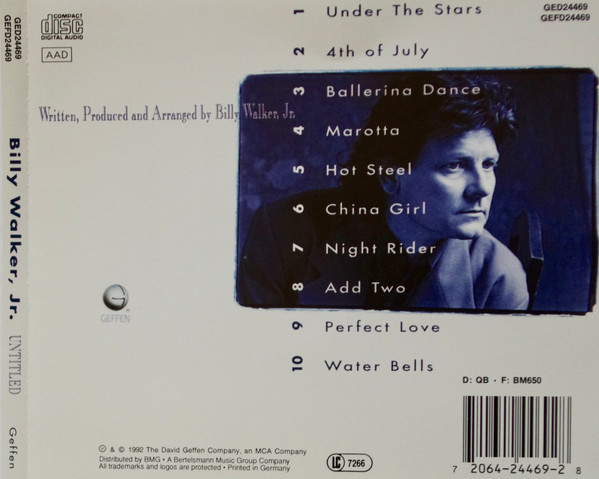 GED24469
GEFD24469
Billy Walker, Jr. UNTITLED Geffen
COMPACT
disc
DIGITAL AUDIO
AAD
GED24469
GEFD24469
1 Under The Stars
2 4th of July
3 Ballerina Dance
Written, Produced and Arranged by Billy Walker, Jr.
4 Marotta
5 Hot Steel
6 China Girl
7 Night Rider
8 Add Two
9 Perfect Love
10 Water Bells
G
GEFFEN
D: QB - F: BM650
℗ & © 1992 The David Geffen Company, an MCA Company
Distributed by BMG • A Bertelsmann Music Group Company
All trademarks and logos are protected • Printed in Germany
LC 7266
7 2064-24469-2 8